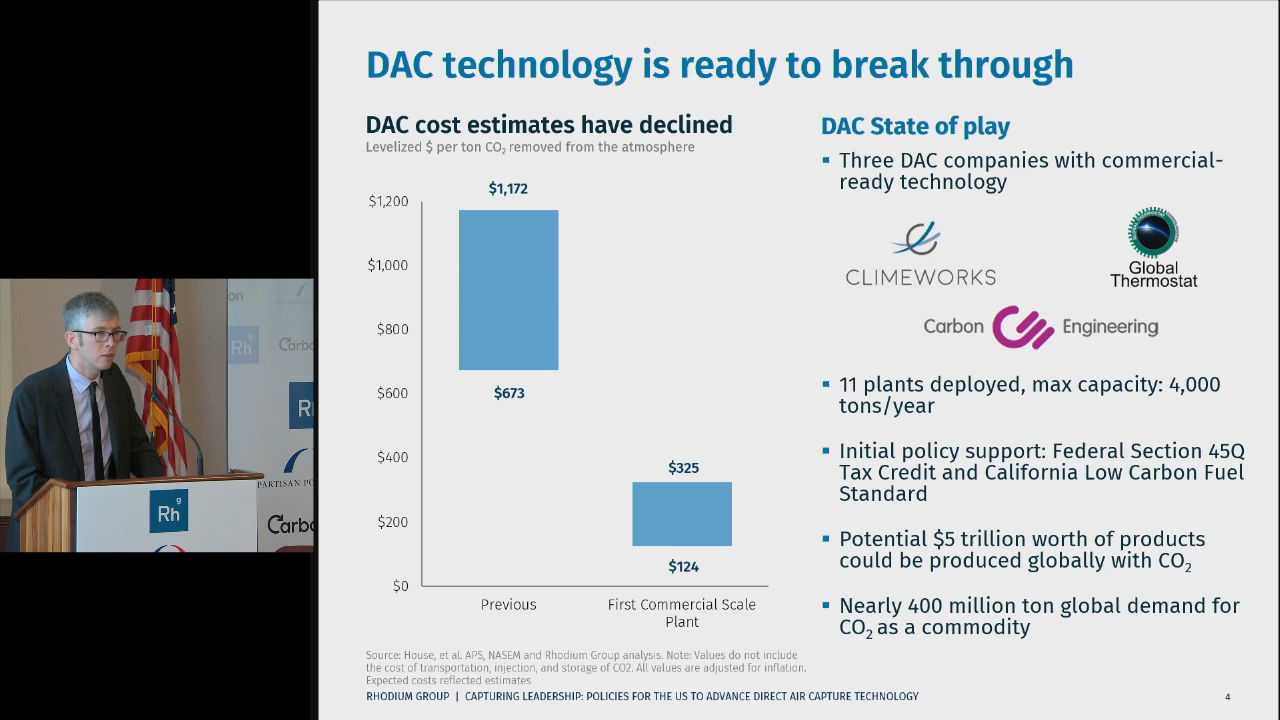 DAC technology is ready to break through
DAC cost estimates have declined
Levelized $ per ton CO2 removed from the atmosphere
$1,200
$1,000
$800
$600
$400
$200
$0
$1,172
$673
$325
$124
Previous
First Commercial Scale
Plant
Source: House, et al. APS, NASEM and Rhodium Group analysis. Note: Values do not include
the cost of transportation, injection, and storage of CO2. All values are adjusted for inflation.
Expected costs reflected estimates
DAC State of play
▪ Three DAC companies with commercial-
ready technology
CLIMEWORKS
Global
Thermostat
Carbon Engineering
▪ 11 plants deployed, max capacity: 4,000
tons/year
▪ Initial policy support: Federal Section 45Q
Tax Credit and California Low Carbon Fuel
Standard
▪ Potential $5 trillion worth of products
could be produced globally with CO2
▪ Nearly 400 million ton global demand for
CO2 as a commodity
RHODIUM GROUP | CAPTURING LEADERSHIP: POLICIES FOR THE US TO ADVANCE DIRECT AIR CAPTURE TECHNOLOGY
4
on
Rh
Carbo
R
PARTISAN PO
Rhg
Carbo